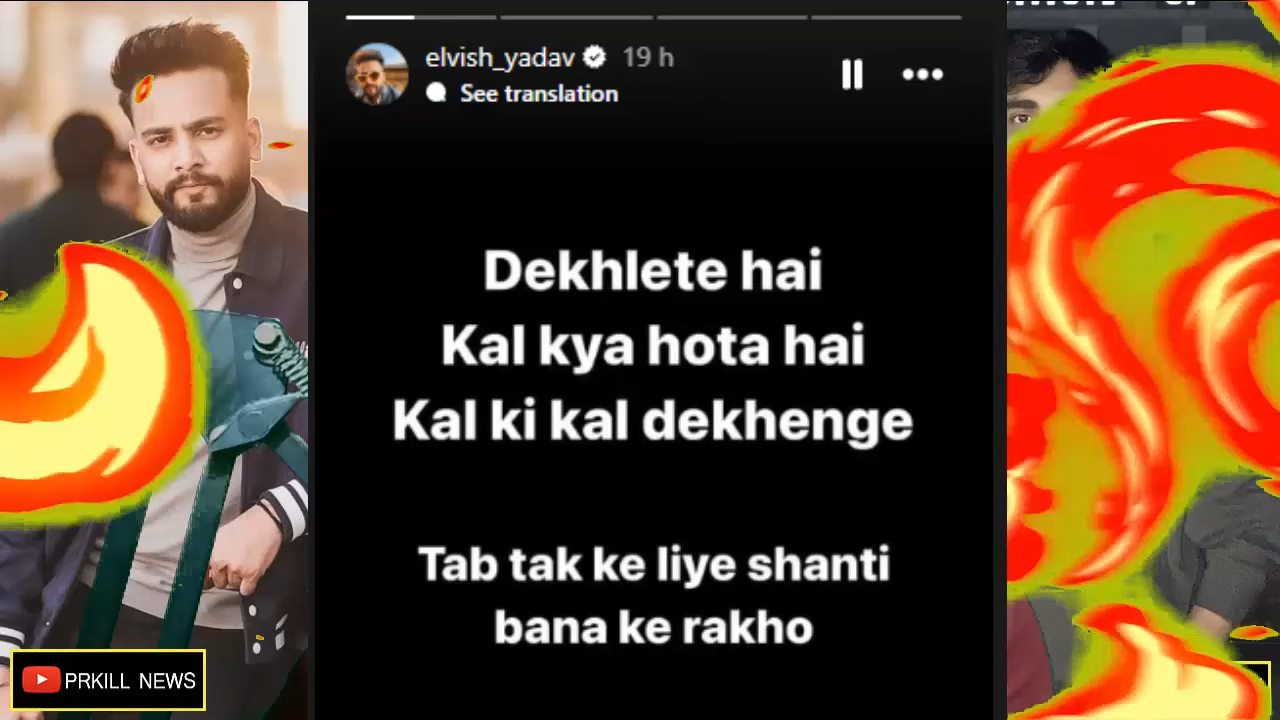 elvish_yadav 19 h
See translation
Dekhlete hai
Kal kya hota hai
Kal ki kal dekhenge
Tab tak ke liye shanti
bana ke rakho
PRKILL NEWS